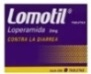 Lomotil
Loperamida 2mg
CONTRA LA DIARREA